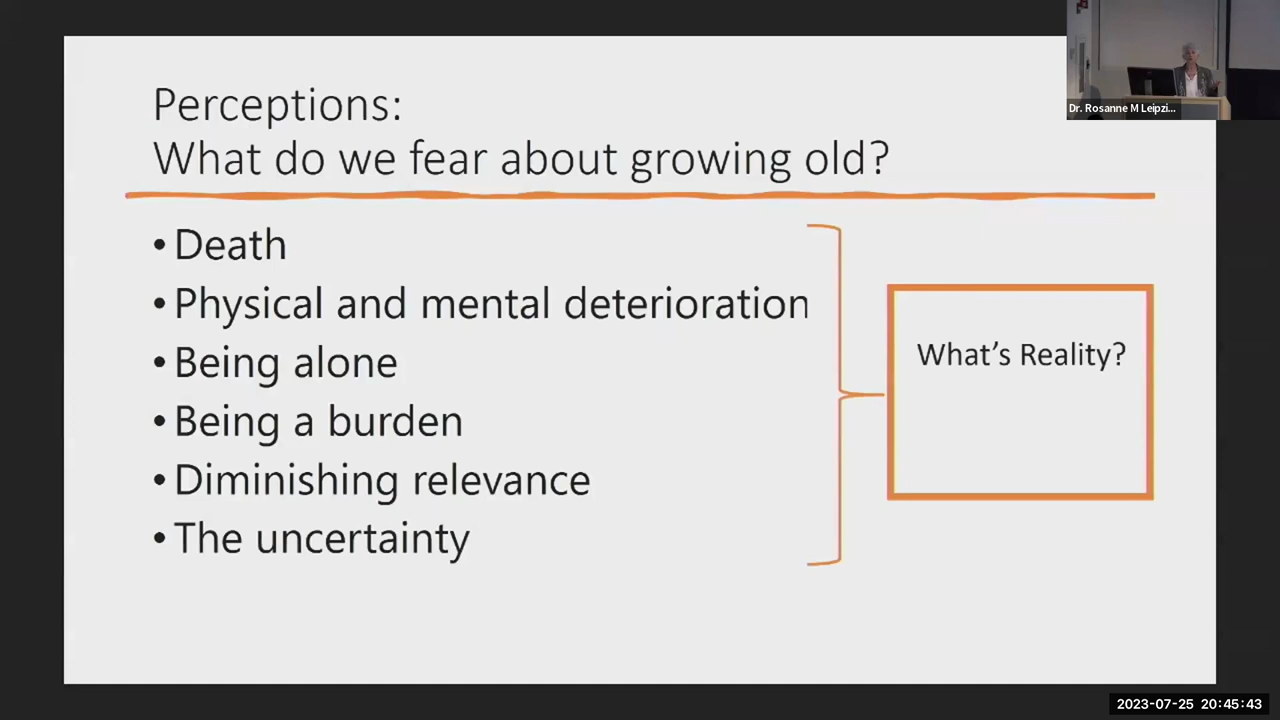 Perceptions:
What do we fear about growing old?
• Death
• Physical and mental deterioration
• Being alone
• Being a burden
• Diminishing relevance
• The uncertainty
What’s Reality?
Dr. Rosanne M Leipzi...
2023-07-25 20:45:43